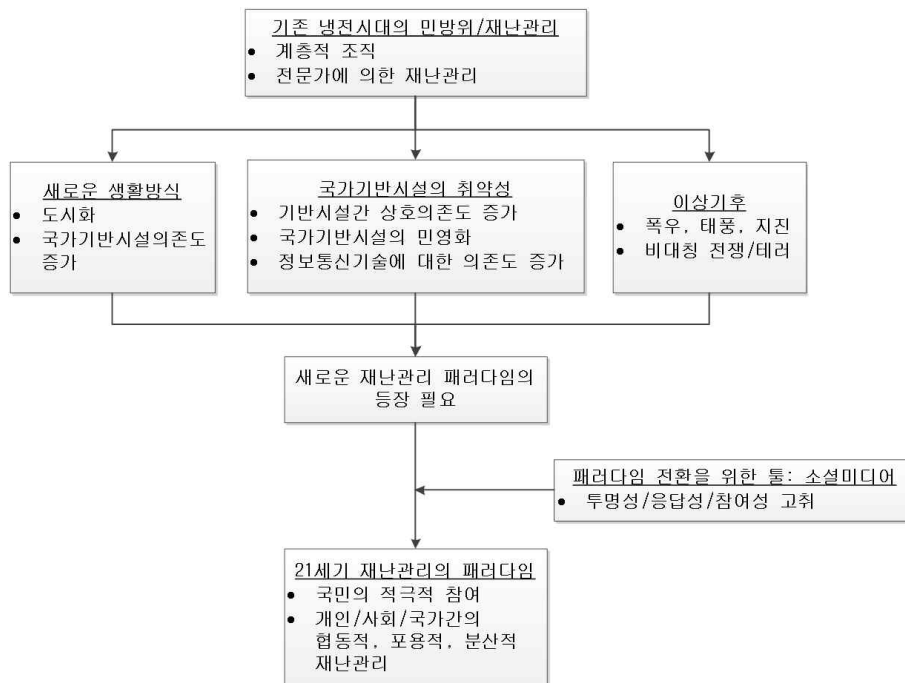 기존 냉전시대의 민방위/재난관리
• 계층적 조직
• 전문가에 의한 재난관리
새로운 생활방식
• 도시화
• 국가기반시설의존도
증가
국가기반시설의 취약성
• 기반시설간 상호의존도 증가
• 국가기반시설의 민영화
• 정보통신기술에 대한 의존도 증가
이상기후
• 폭우, 태풍, 지진
• 비대칭 전쟁/테러
새로운 재난관리 패러다임의
등장 필요
패러다임 전환을 위한 툴: 소셜미디어
• 투명성/응답성/참여성 고취
21세기 재난관리의 패러다임
• 국민의 적극적 참여
• 개인/사회/국가간의
협동적, 포용적, 분산적
재난관리